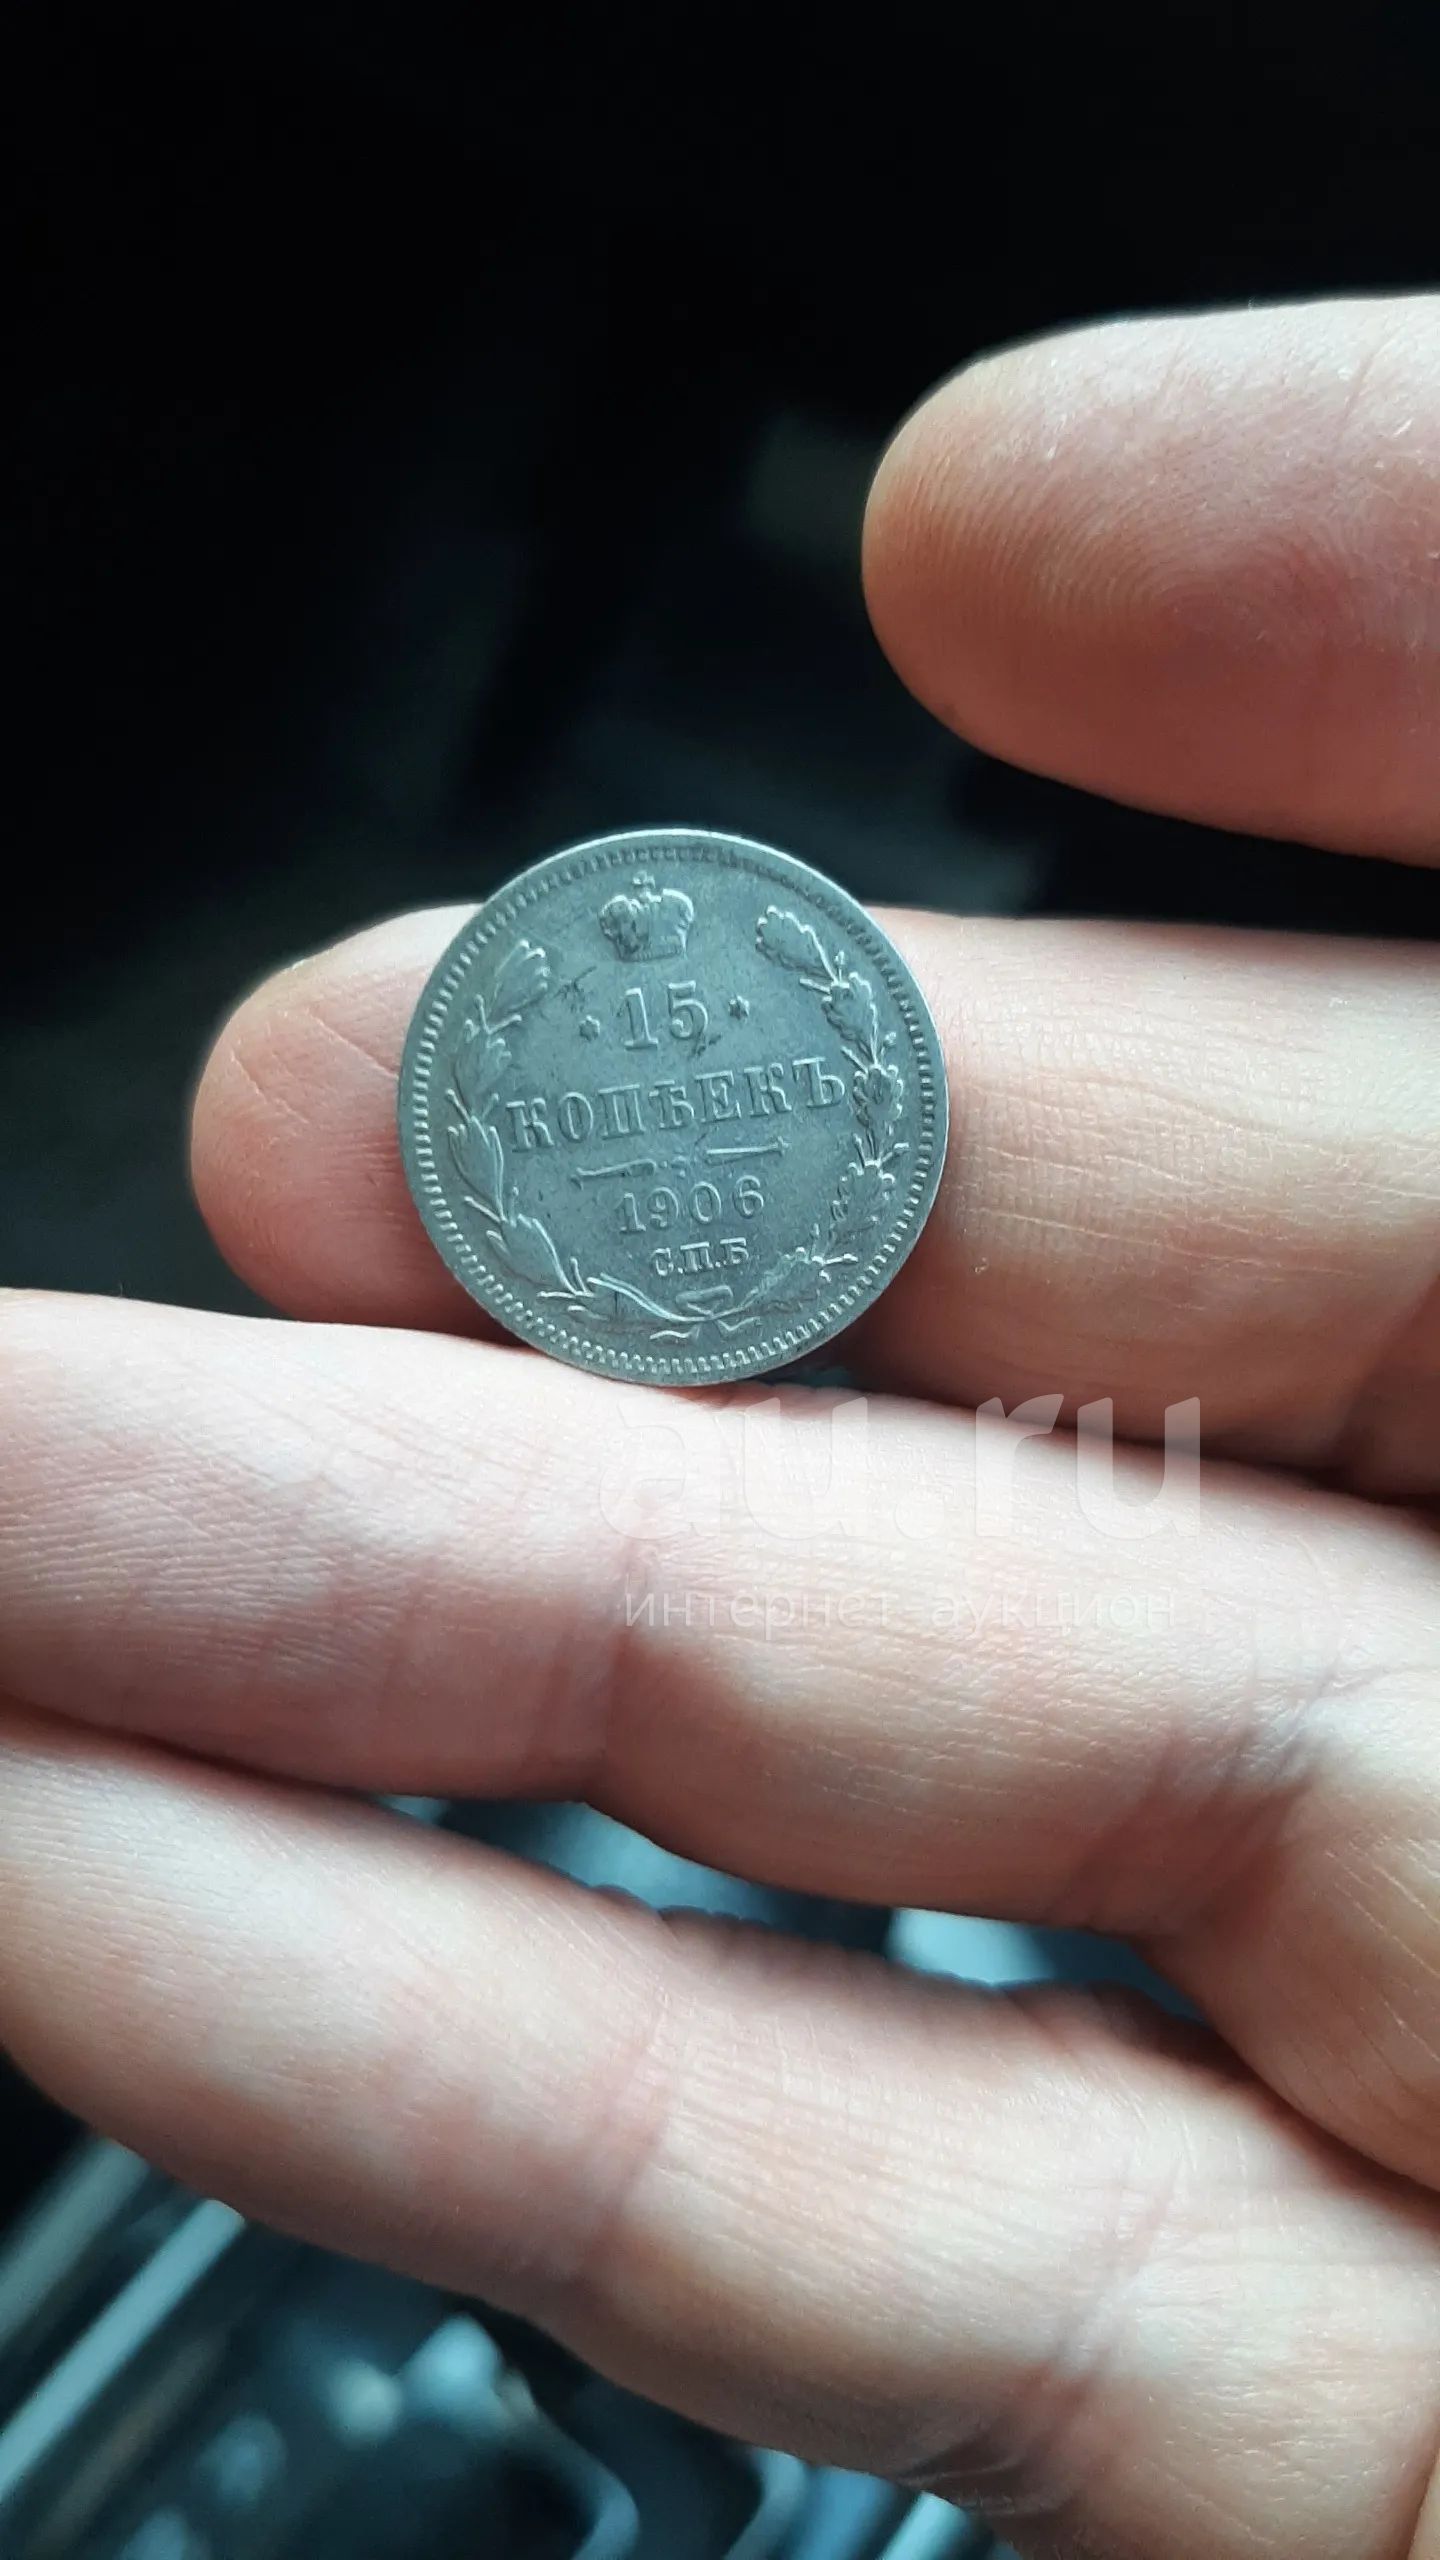 15
КОПѢЕКЪ
1906
С.П.Б
au.ru
интернет-аукцион